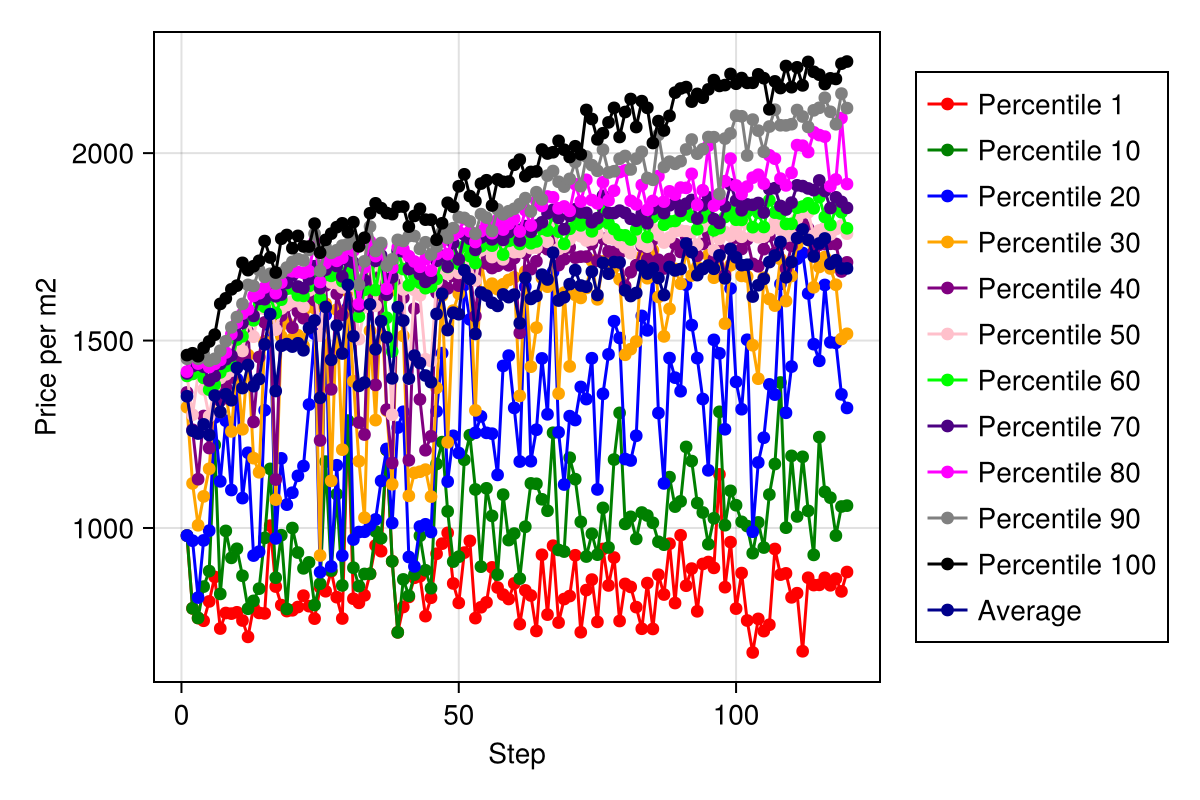 Price per m2
2000
1500
1000
0
50
100
Step
Percentile 1
Percentile 10
Percentile 20
Percentile 30
Percentile 40
Percentile 50
Percentile 60
Percentile 70
Percentile 80
Percentile 90
Percentile 100
Average